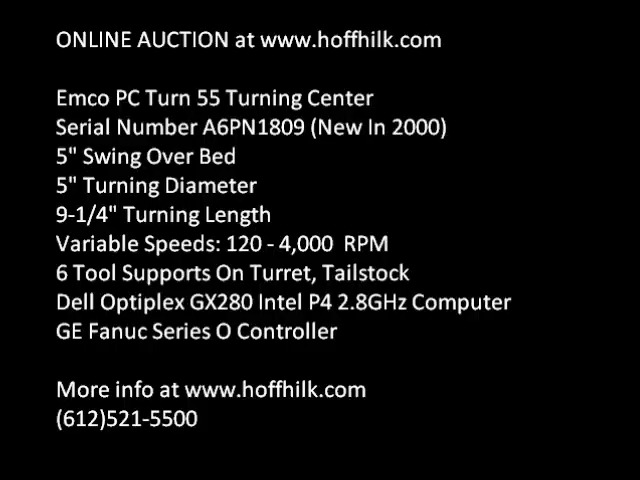 ONLINE AUCTION at www.hoffhilk.com
Emco PC Turn 55 Turning Center
Serial Number A6PN1809 (New In 2000)
5" Swing Over Bed
5" Turning Diameter
9-1/4" Turning Length
Variable Speeds: 120 - 4,000  RPM
6 Tool Supports On Turret, Tailstock
Dell Optiplex GX280 Intel P4 2.8GHz Computer
GE Fanuc Series O Controller
More info at www.hoffhilk.com
(612)521-5500